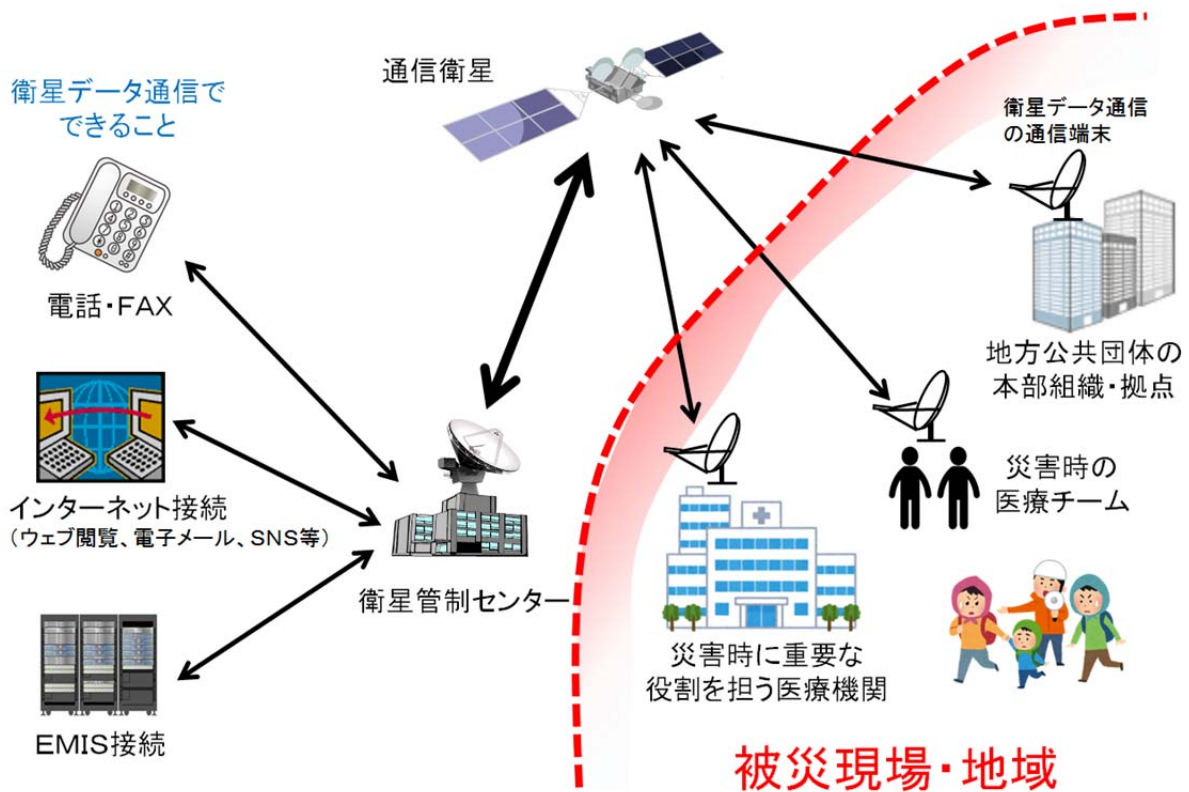 衛星データ通信で
できること
電話・FAX
インターネット接続
（ウェブ閲覧、電子メール、SNS等）
EMIS接続
通信衛星
衛星管制センター
衛星データ通信
の通信端末
地方公共団体の
本部組織・拠点
災害時の
医療チーム
災害時に重要な
役割を担う医療機関
被災現場・地域